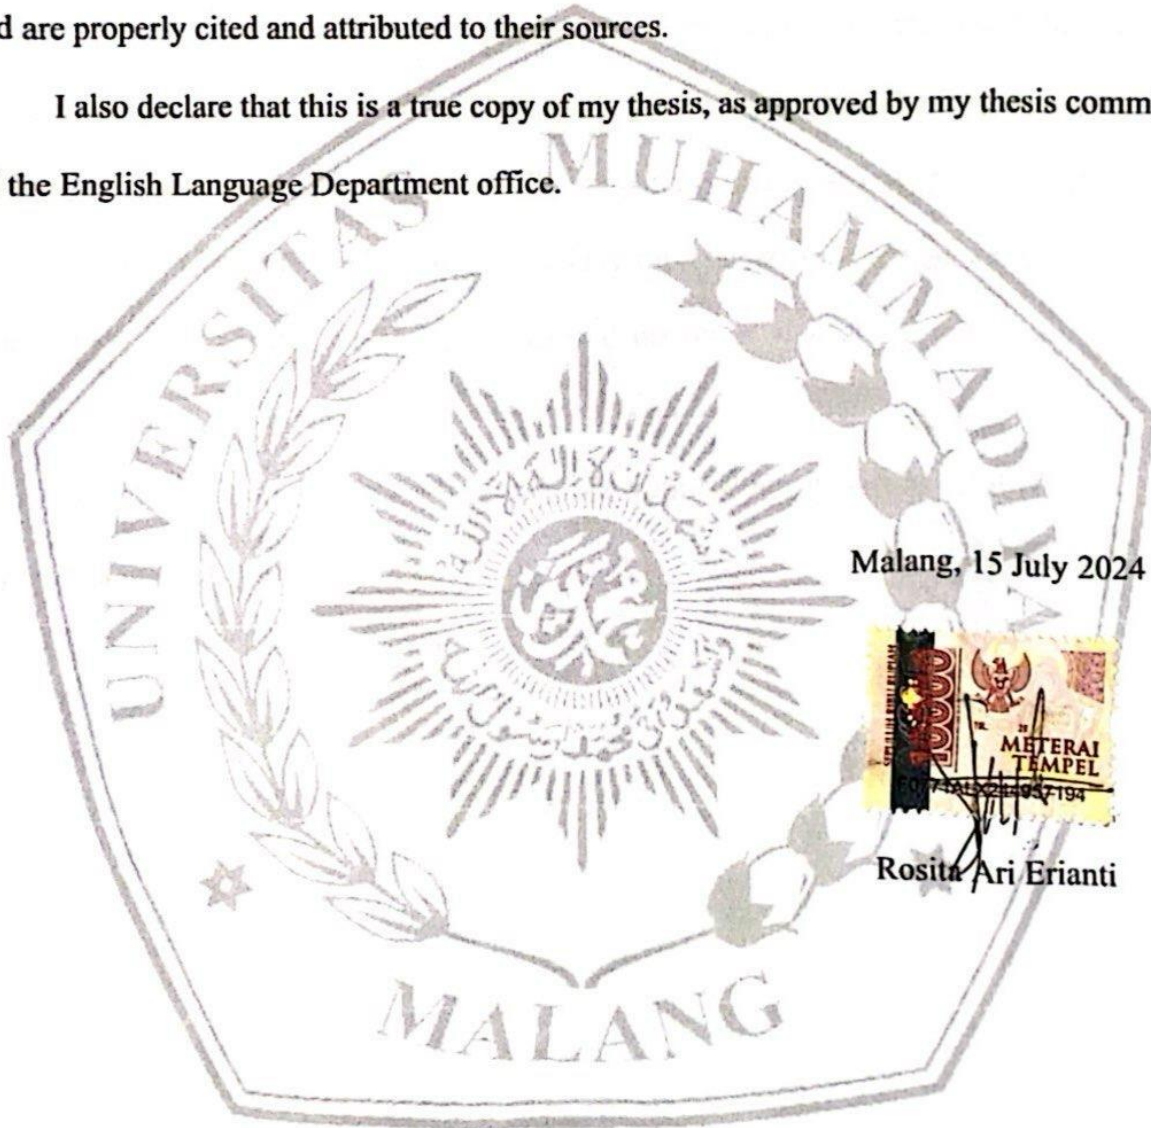 are properly cited and attributed to their sources.
I also declare that this is a true copy of my thesis, as approved by my thesis
the English Language Department office.
UNIVERSITAS MUHAMMADIYA
Malang, 15 July 2024
10000
METERAI
TEMPEL
Rosita Ari Erianti
MALANG